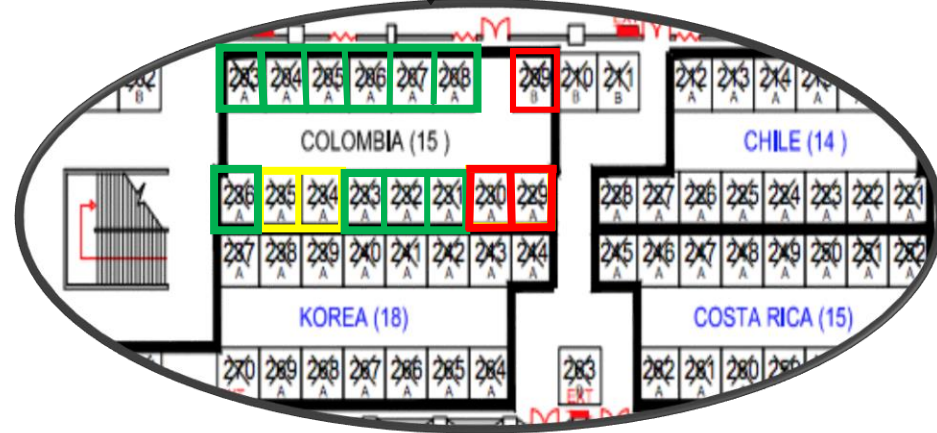 202 203 204 205 206 207 208 209 210 211 212 213 214
B A A A A A A B B B A A A
COLOMBIA (15 ) CHILE (14 )
236 235 234 233 232 231 230 229 228 227 226 225 224 223 222 221
A A A A A A A A A A A A A A A A
237 238 239 240 241 242 243 244 245 246 247 248 249 250 251 252
A A A A A A A A A A A A A A A A
KOREA (18) COSTA RICA (15)
270 269 268 267 266 265 264 263 262 261 260
A A A A A A A A A